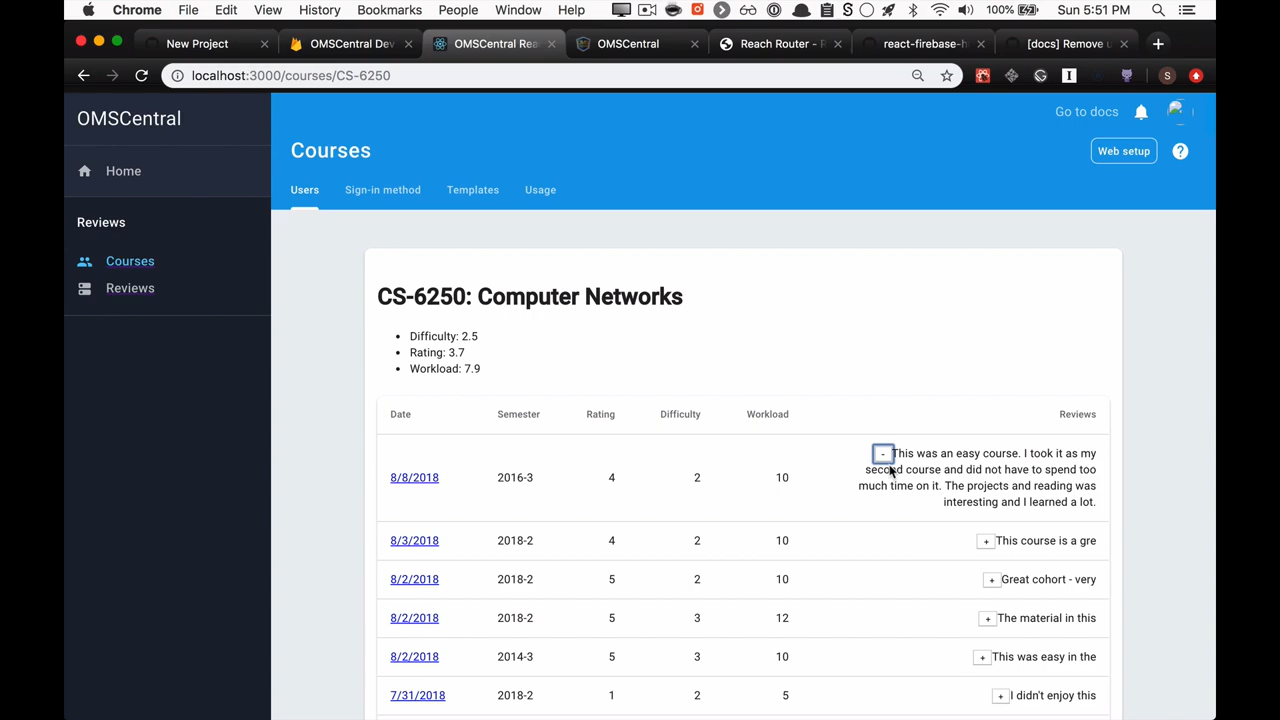 Chrome File Edit View History Bookmarks People Window Help 100% Sun 5:51 PM
New Project
OMSCentral Dev
OMSCentral Rea
OMSCentral
Reach Router -
react-firebase-h
[docs] Remove u
localhost:3000/courses/CS-6250
S
OMSCentral
Home
Reviews
Courses
Reviews
Go to docs
Courses
Web setup
Users Sign-in method Templates Usage
CS-6250: Computer Networks
• Difficulty: 2.5
• Rating: 3.7
• Workload: 7.9
Date Semester Rating Difficulty Workload Reviews
8/8/2018 2016-3 4 2 10
- This was an easy course. I took it as my
second course and did not have to spend too
much time on it. The projects and reading was
interesting and I learned a lot.
8/3/2018 2018-2 4 2 10 + This course is a gre
8/2/2018 2018-2 5 2 10 + Great cohort - very
8/2/2018 2018-2 5 3 12 + The material in this
8/2/2018 2014-3 5 3 10 + This was easy in the
7/31/2018 2018-2 1 2 5 + I didn't enjoy this